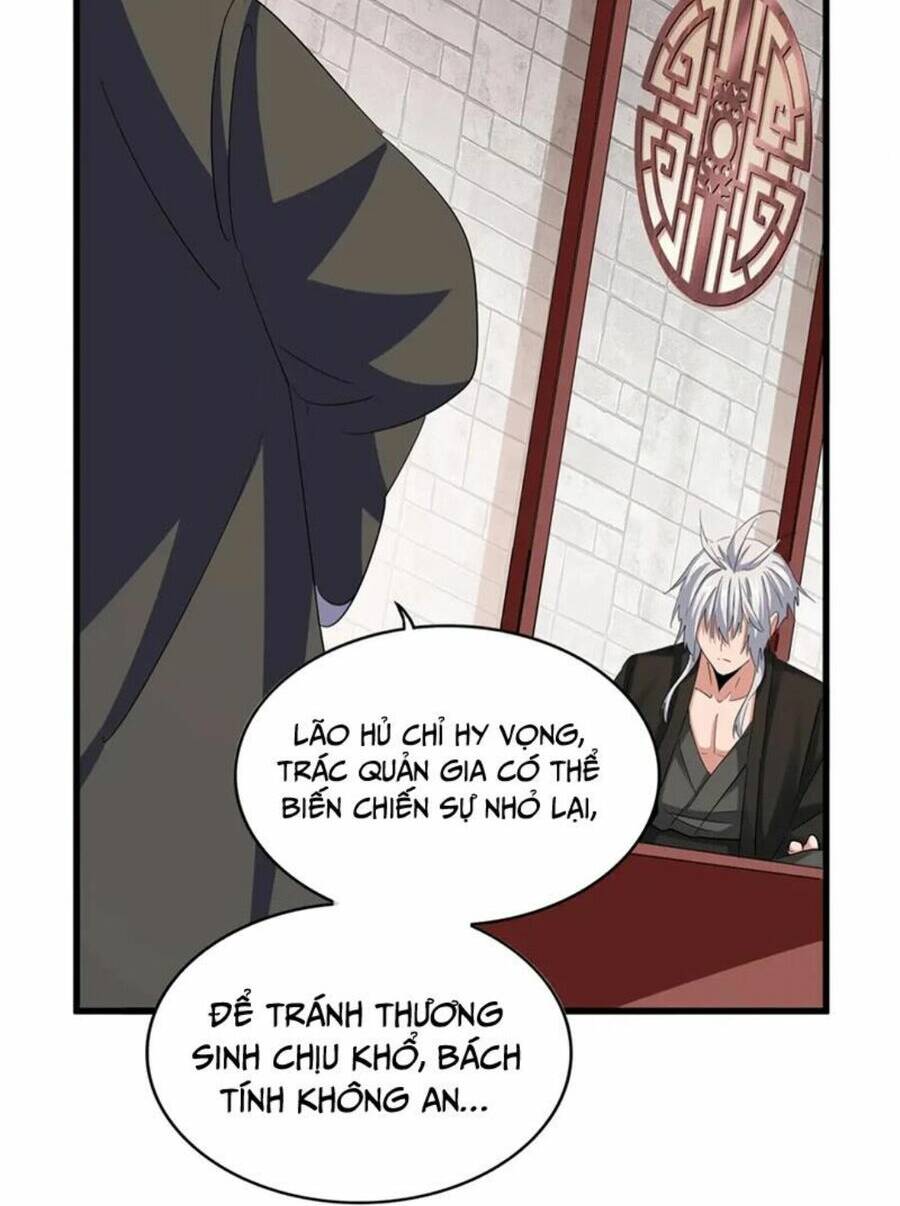 LÃO HỦ CHỈ HY VỌNG,
TRÁC QUẢN GIA CÓ THỂ
BIẾN CHIẾN SỰ NHỎ LẠI,
ĐỂ TRÁNH THƯƠNG
SINH CHỊU KHỔ, BÁCH
TÍNH KHÔNG AN...